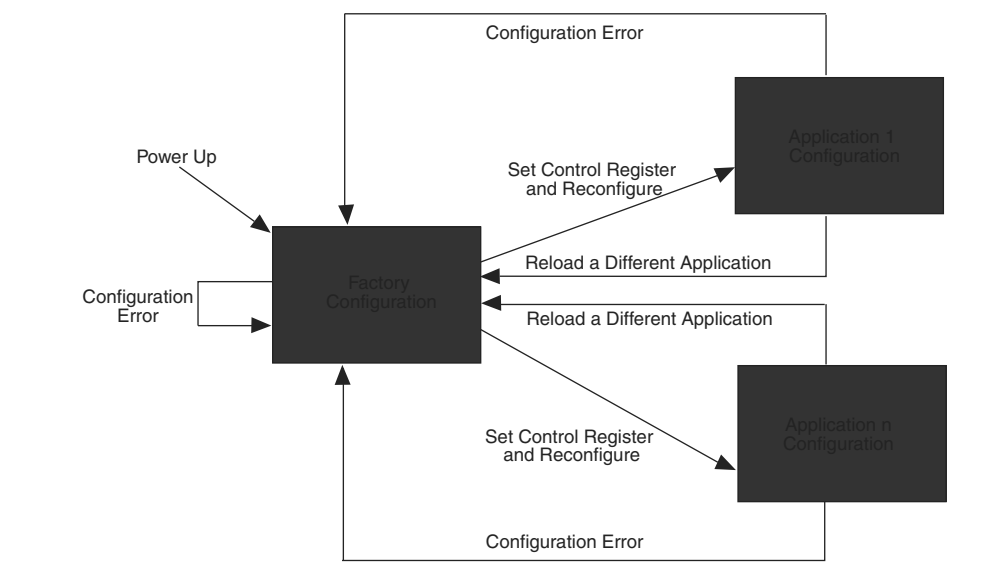 Configuration Error
Application 1
Configuration
Power Up
Set Control Register
and Reconfigure
Reload a Different Application
Factory
Configuration
Configuration
Error
Reload a Different Application
Application n
Configuration
Set Control Register
and Reconfigure
Configuration Error